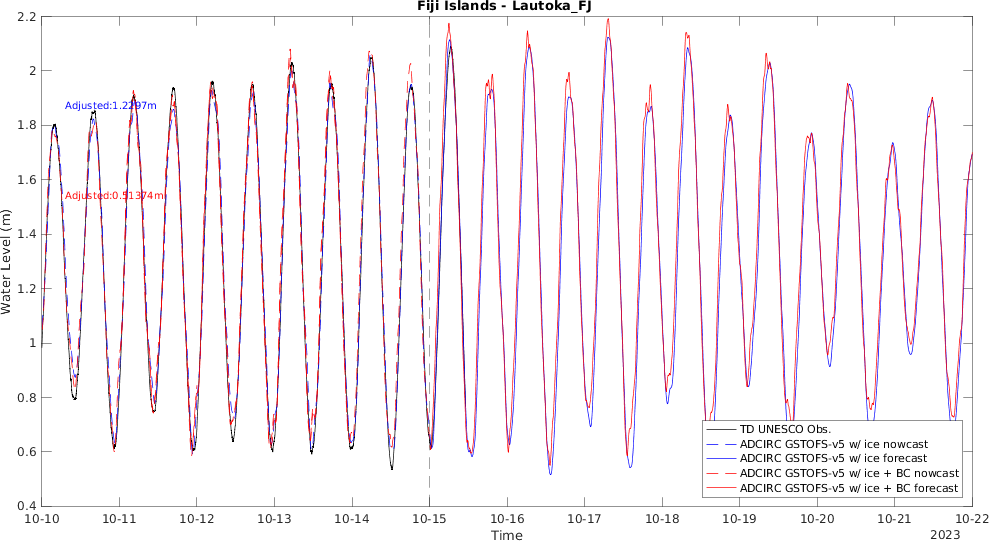 Fiji Islands - Lautoka_FJ
2.2
2
1.8
1.6
1.4
1.2
1
0.8
0.6
0.4
Water Level (m)
Adjusted:1.2297m
Adjusted:0.51374m
TD UNESCO Obs.
ADCIRC GSTOFS-v5 w/ ice nowcast
ADCIRC GSTOFS-v5 w/ ice forecast
ADCIRC GSTOFS-v5 w/ ice + BC nowcast
ADCIRC GSTOFS-v5 w/ ice + BC forecast
10-10 10-11 10-12 10-13 10-14 10-15 10-16 10-17 10-18 10-19 10-20 10-21 10-22
Time
2023